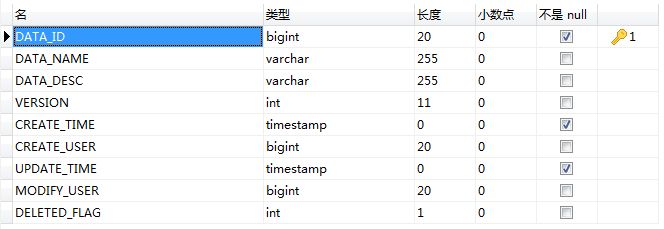 名 类型 长度 小数点 不是 null
DATA_ID bigint 20 0 1
DATA_NAME varchar 255 0
DATA_DESC varchar 255 0
VERSION int 11 0
CREATE_TIME timestamp 0 0
CREATE_USER bigint 20 0
UPDATE_TIME timestamp 0 0
MODIFY_USER bigint 20 0
DELETED_FLAG int 1 0